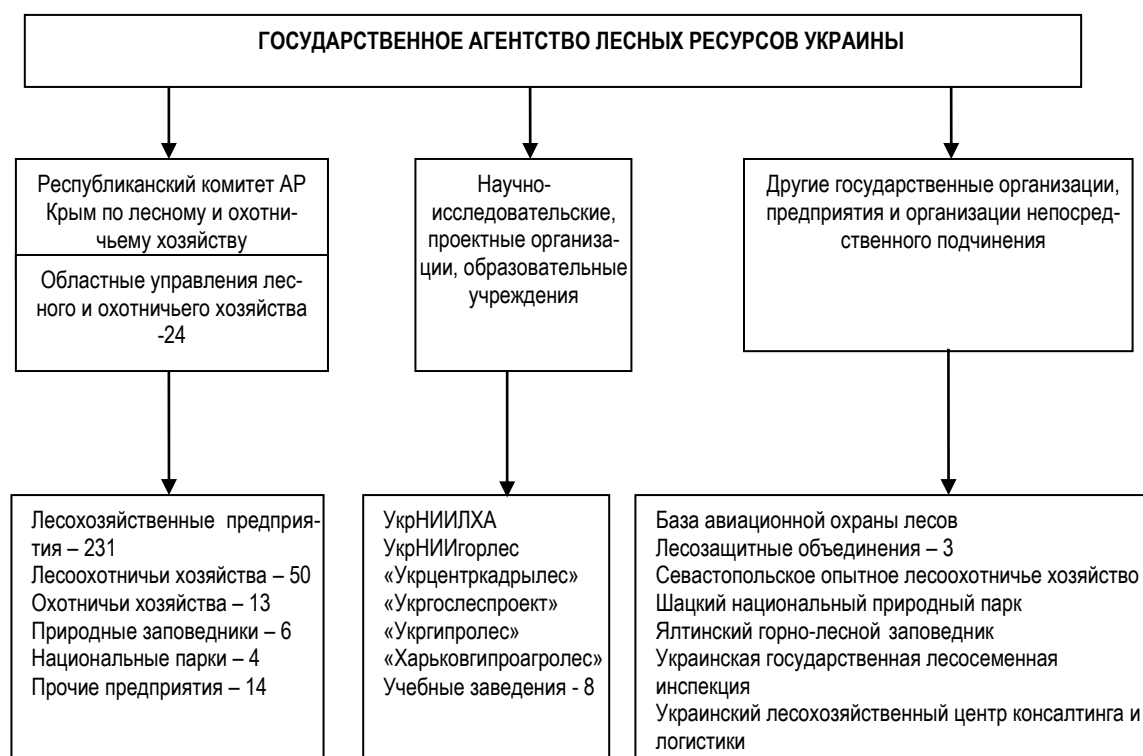 ГОСУДАРСТВЕННОЕ АГЕНТСТВО ЛЕСНЫХ РЕСУРСОВ УКРАИНЫ
Республиканский комитет АР
Крым по лесному и охотни-
чьему хозяйству
Областные управления лес-
ного и охотничьего хозяйства
-24
Научно-
исследовательские,
проектные организа-
ции, образовательные
учреждения
Другие государственные организации,
предприятия и организации непосред-
ственного подчинения
Лесохозяйственные предприя-
тия – 231
Лесоохотничьи хозяйства – 50
Охотничьи хозяйства – 13
Природные заповедники – 6
Национальные парки – 4
Прочие предприятия – 14
УкрНИИЛХА
УкрНИИгорлес
«Укрцентркадрылес»
«Укргослеспроект»
«Укргипролес»
«Харьковгипроагролес»
Учебные заведения - 8
База авиационной охраны лесов
Лесозащитные объединения – 3
Севастопольское опытное лесоохотничье хозяйство
Шацкий национальный природный парк
Ялтинский горно-лесной заповедник
Украинская государственная лесосеменная
инспекция
Украинский лесохозяйственный центр консалтинга и
логистики